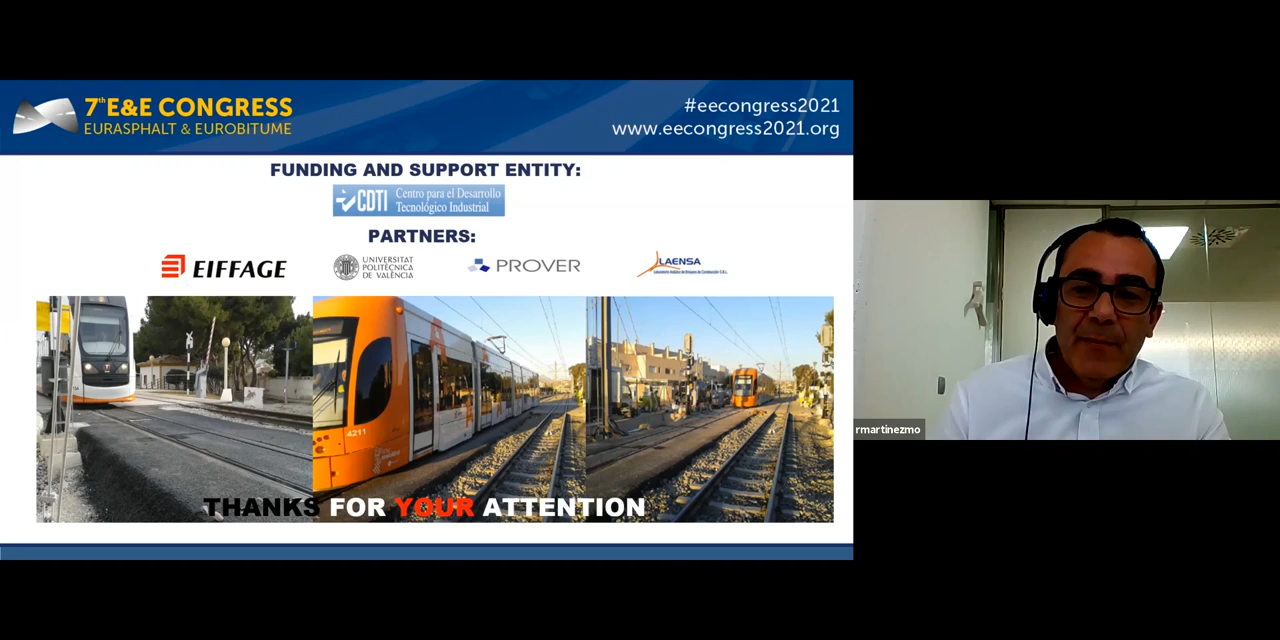 7th E&E CONGRESS
EURASPHALT & EUROBITUME
#eecongress2021
www.eecongress2021.org
FUNDING AND SUPPORT ENTITY:
CDTI
Centro para el Desarrollo
Tecnológico Industrial
PARTNERS:
EIFFAGE
UNIVERSITAT
POLITÈCNICA
DE VALÈNCIA
PROVER
LAENSA
4211
THANKS FOR YOUR ATTENTION
rmartinezmo